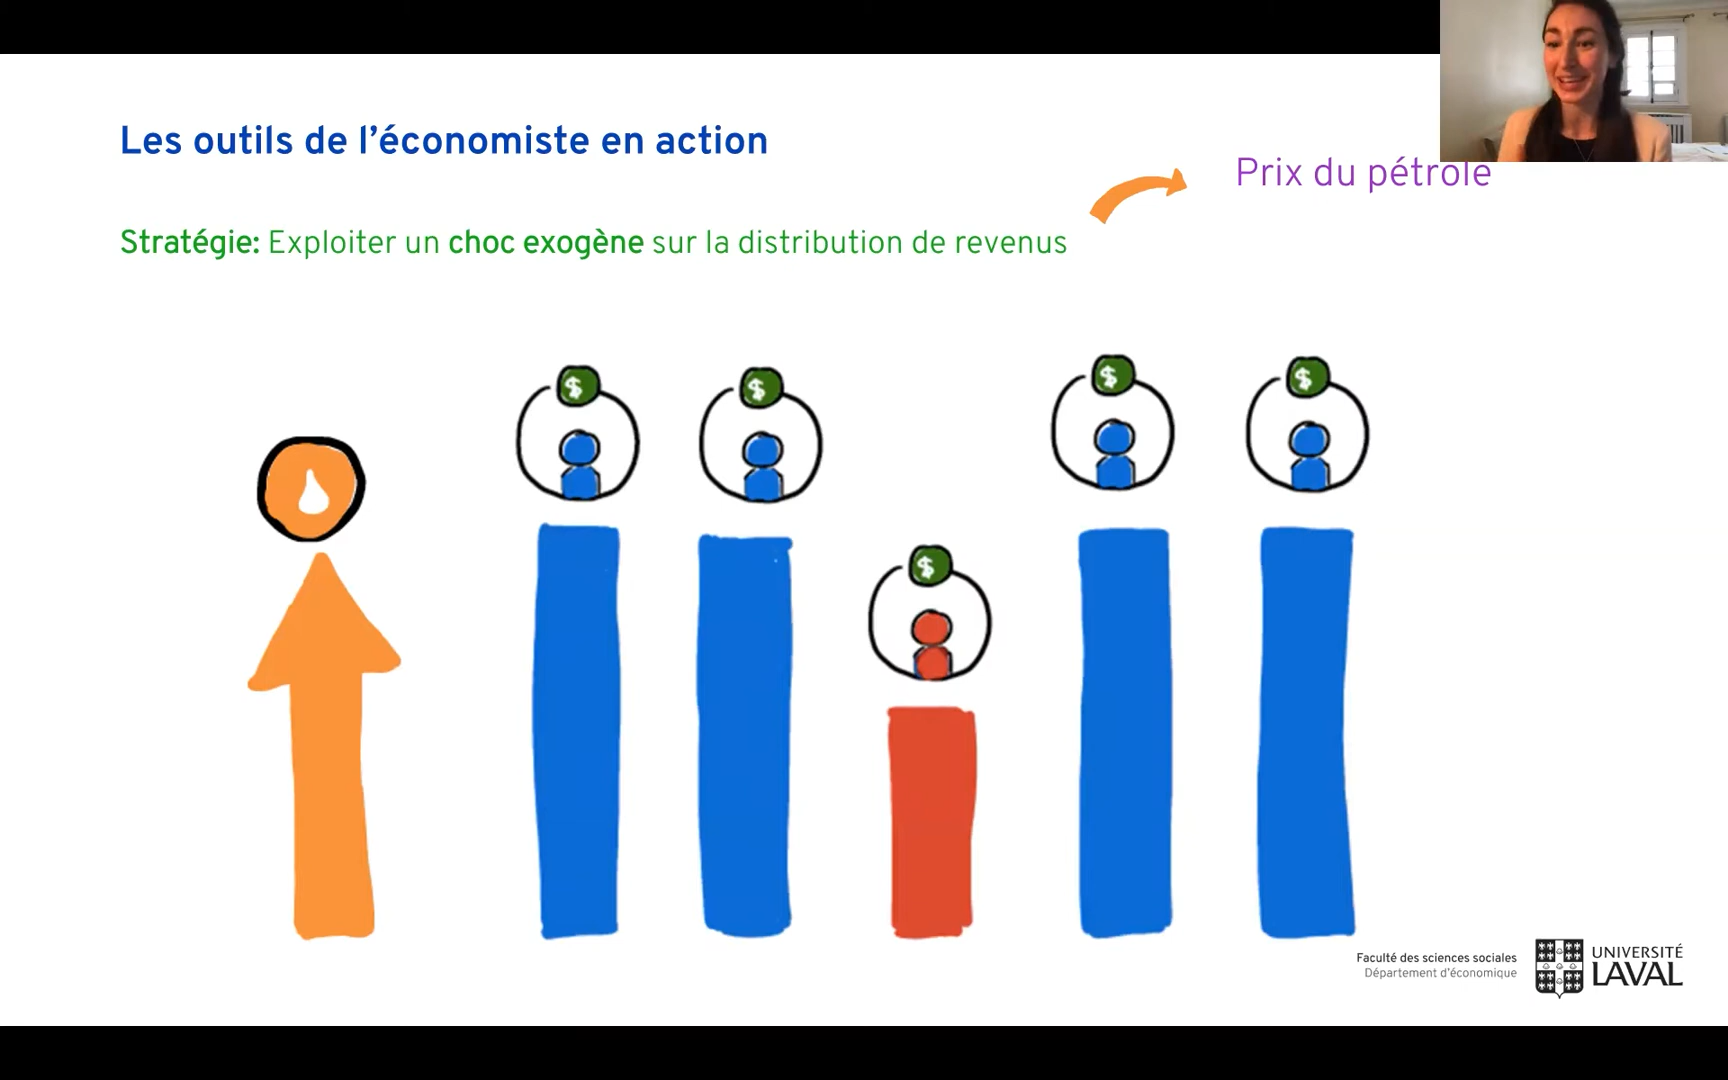 Les outils de l’économiste en action
Prix du pétrole
Stratégie: Exploiter un choc exogène sur la distribution de revenus
$
$
$
$
$
Faculté des sciences sociales
Département d’économique
UNIVERSITÉ
LAVAL